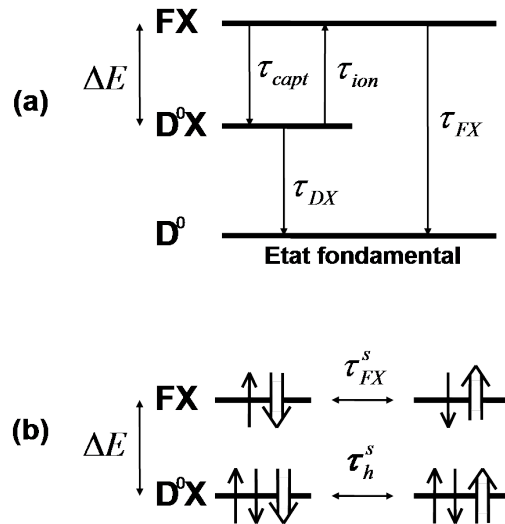 FX
ΔE
τcapt
τion
(a)
τFX
D⁰X
τDX
D⁰
Etat fondamental
FX
τˢFX
(b)
ΔE
τˢh
D⁰X